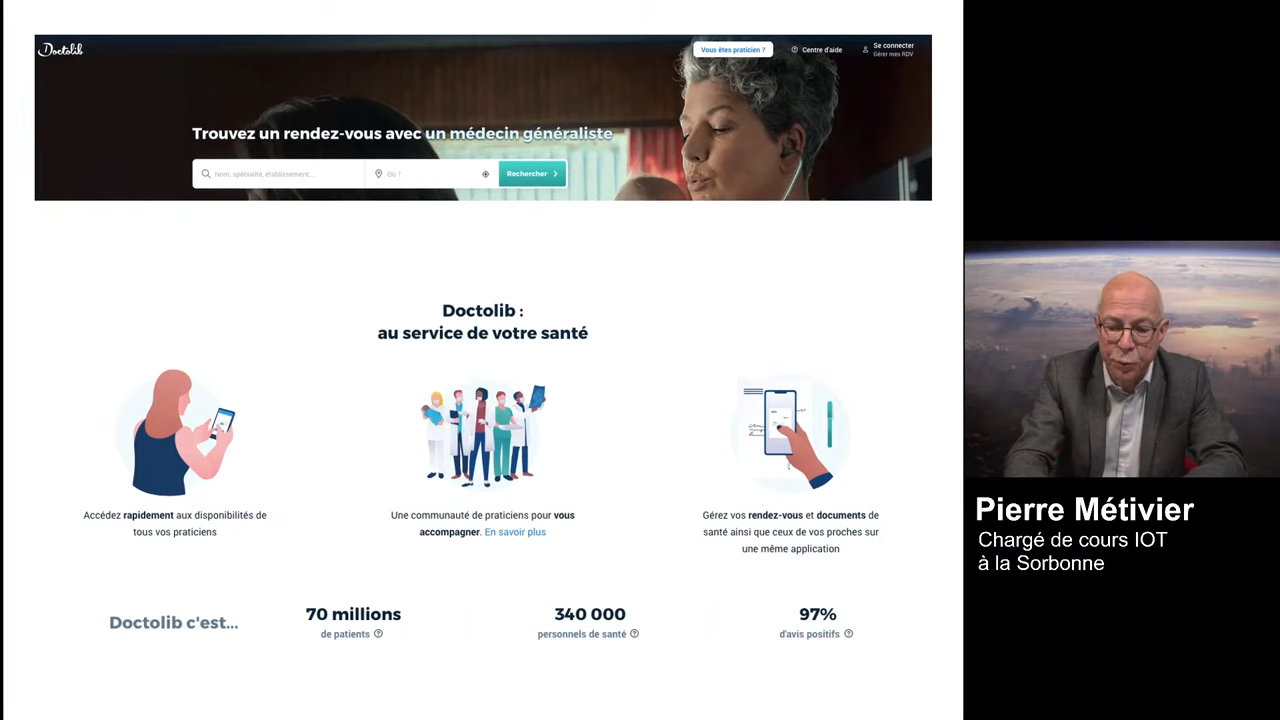 Doctolib
Vous êtes praticien ?
Centre d'aide
Se connecter
Gérer mes RDV
Trouvez un rendez-vous avec un médecin généraliste
Nom, spécialité, établissement...
Où ?
Rechercher
Doctolib :
au service de votre santé
Accédez rapidement aux disponibilités de
tous vos praticiens
Une communauté de praticiens pour vous
accompagner. En savoir plus
Gérez vos rendez-vous et documents de
santé ainsi que ceux de vos proches sur
une même application
Doctolib c'est...
70 millions
de patients
340 000
personnels de santé
97%
d'avis positifs
Pierre Métivier
Chargé de cours IOT
à la Sorbonne